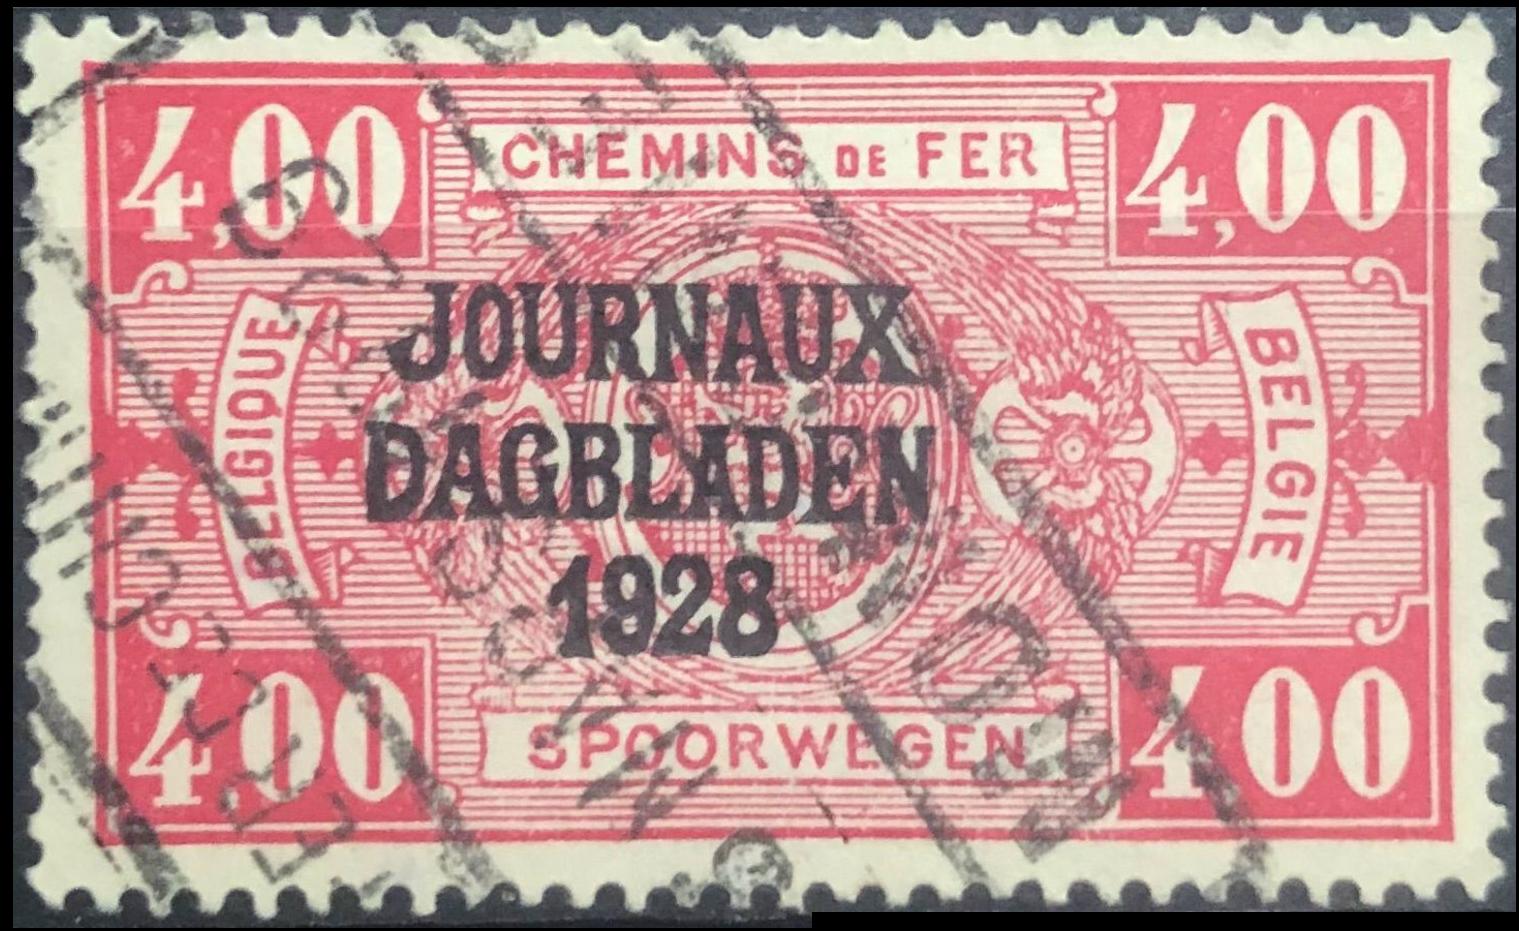 4,00 CHEMINS DE FER 4,00
BELGIQUE
JOURNAUX
DAGBLADEN
1928
BELGIE
4,00 SPOORWEGEN 4,00